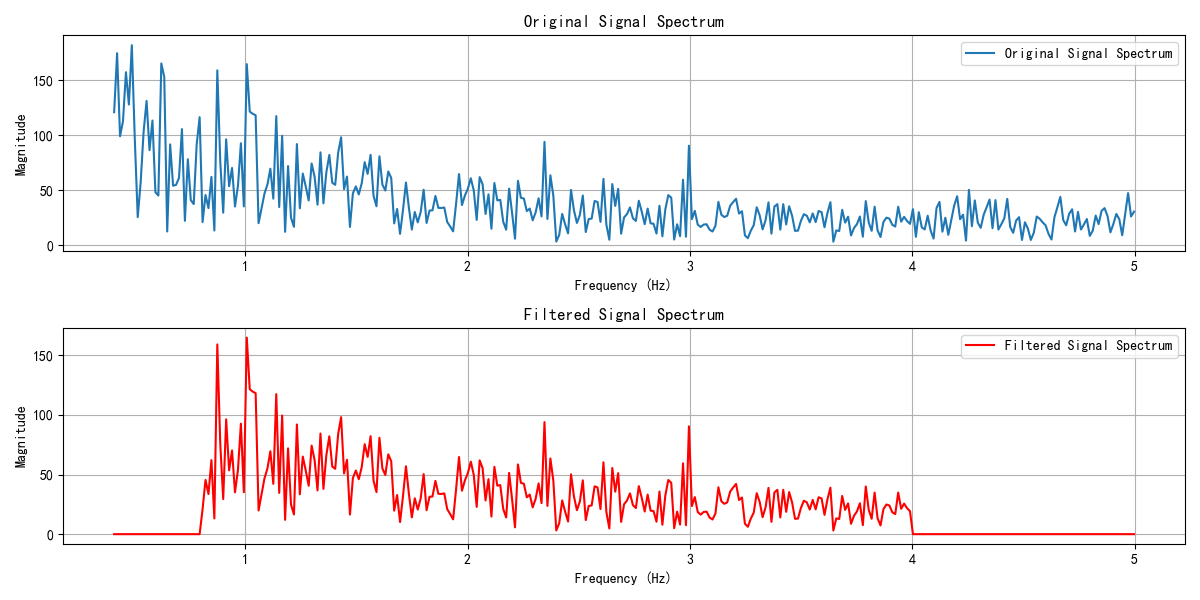 Original Signal Spectrum
Original Signal Spectrum
Magnitude
150
100
50
0
1 2 3 4 5
Frequency (Hz)
Filtered Signal Spectrum
Filtered Signal Spectrum
Magnitude
150
100
50
0
1 2 3 4 5
Frequency (Hz)